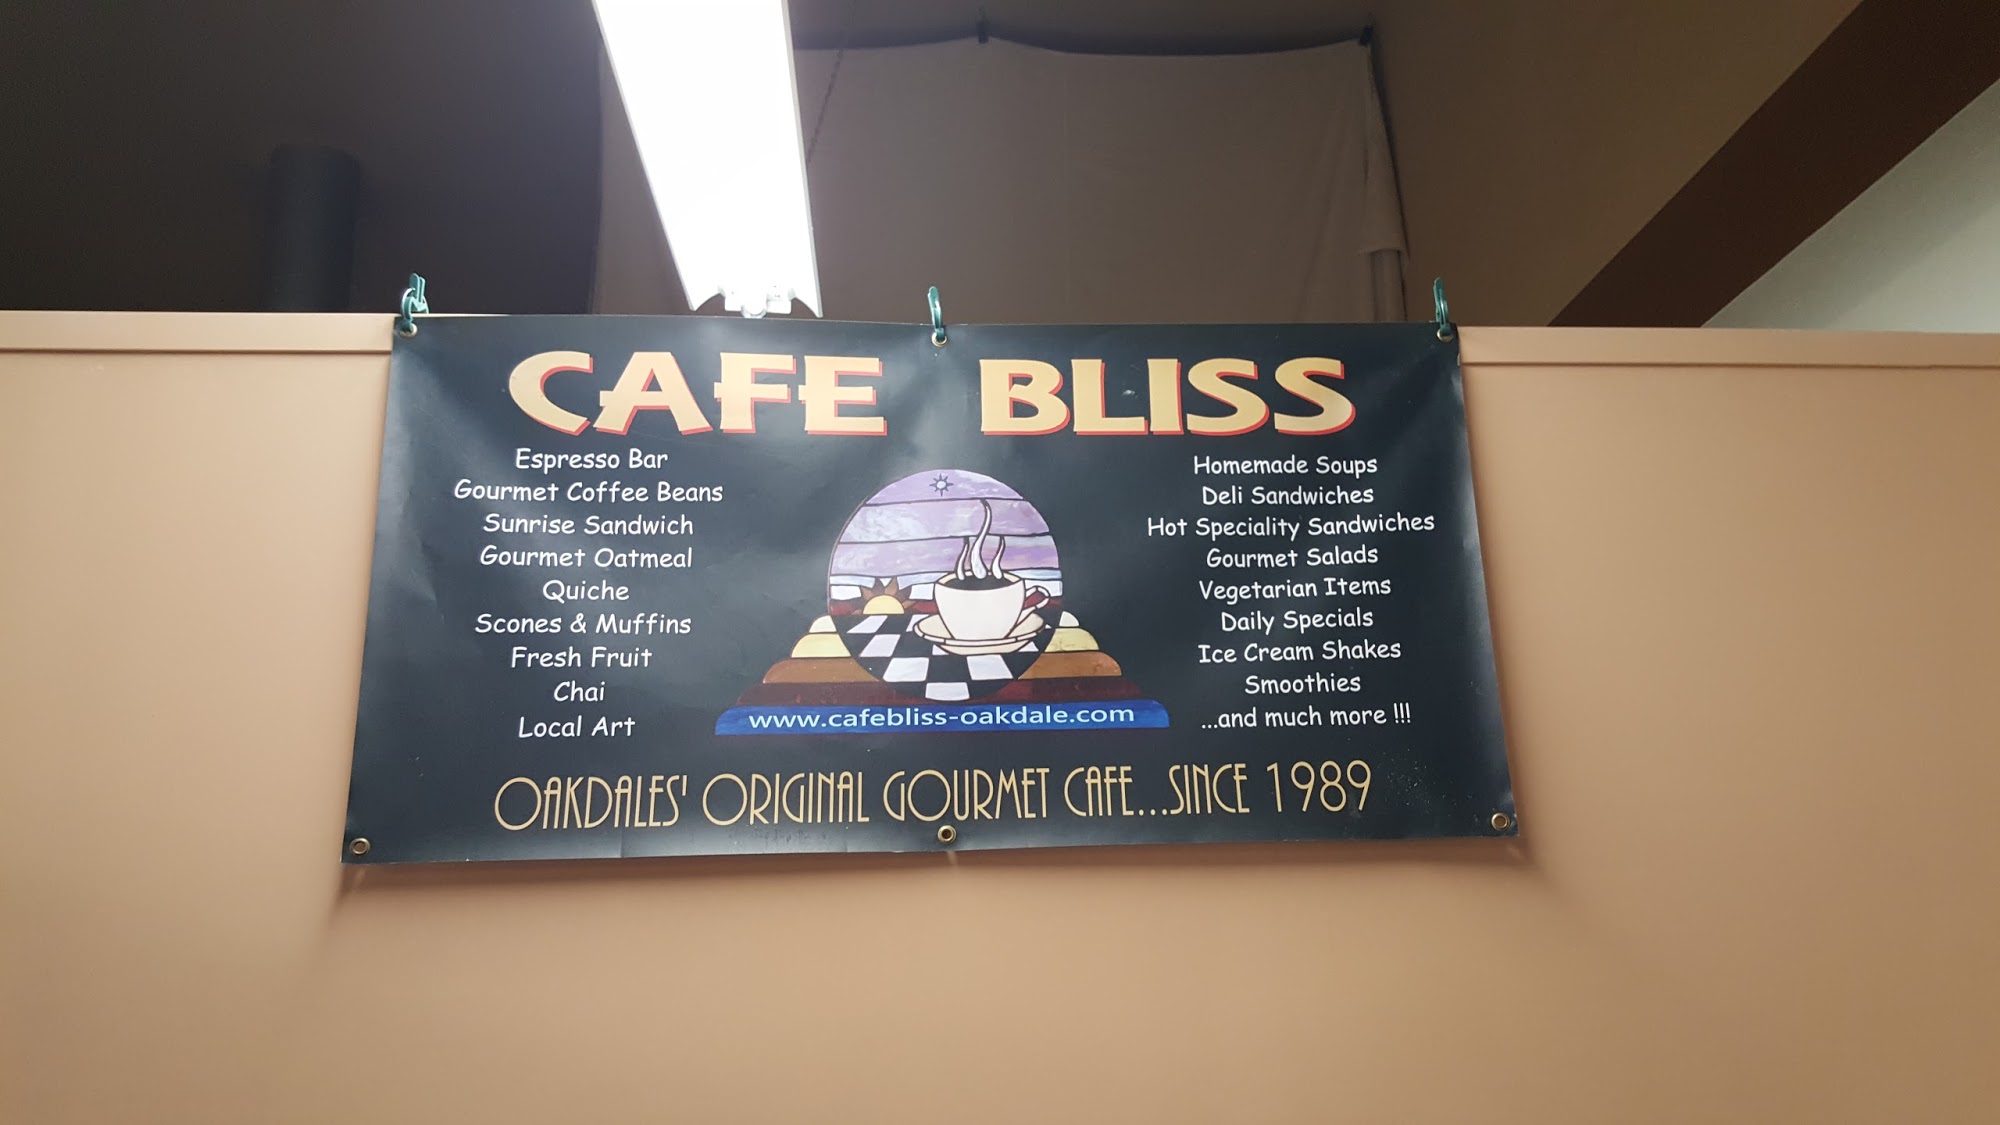 CAFE BLISS
Espresso Bar
Gourmet Coffee Beans
Sunrise Sandwich
Gourmet Oatmeal
Quiche
Scones & Muffins
Fresh Fruit
Chai
Local Art
Homemade Soups
Deli Sandwiches
Hot Speciality Sandwiches
Gourmet Salads
Vegetarian Items
Daily Specials
Ice Cream Shakes
Smoothies
...and much more !!!
www.cafebliss-oakdale.com
OAKDALES' ORIGINAL GOURMET CAFE...SINCE 1989